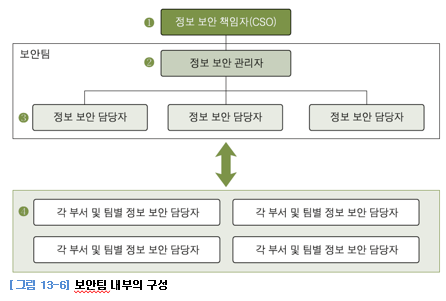 ❶ 정보 보안 책임자(CSO)
보안팀
❷ 정보 보안 관리자
❸ 정보 보안 담당자 정보 보안 담당자 정보 보안 담당자
❹ 각 부서 및 팀별 정보 보안 담당자 각 부서 및 팀별 정보 보안 담당자
각 부서 및 팀별 정보 보안 담당자 각 부서 및 팀별 정보 보안 담당자
[그림 13-6] 보안팀 내부의 구성